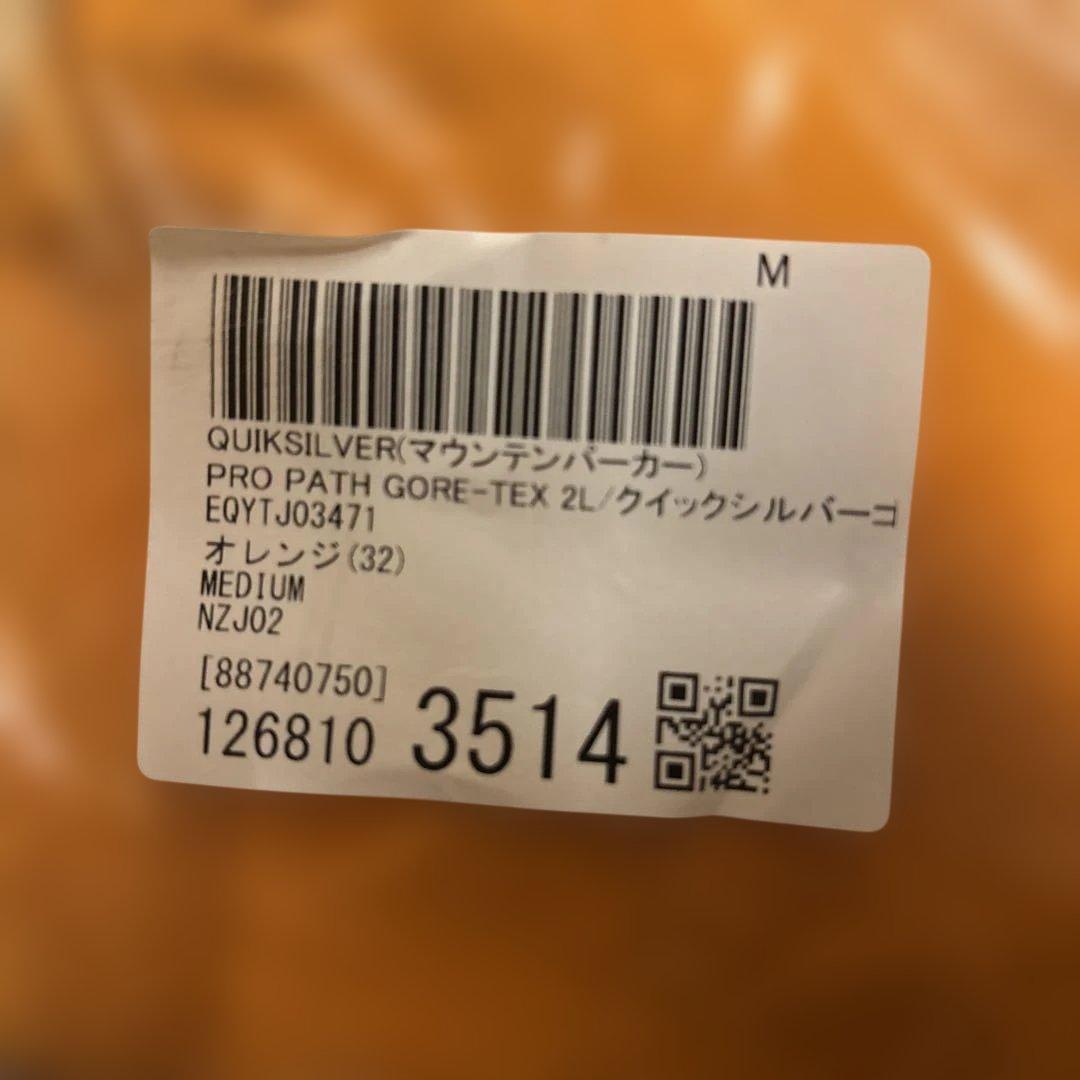 M
QUIKSILVER(マウンテンパーカー)
PRO PATH GORE-TEX 2L/クイックシルバーゴ
EQYTJ03471
オレンジ(32)
MEDIUM
NZJ02
[88740750]
126810 3514